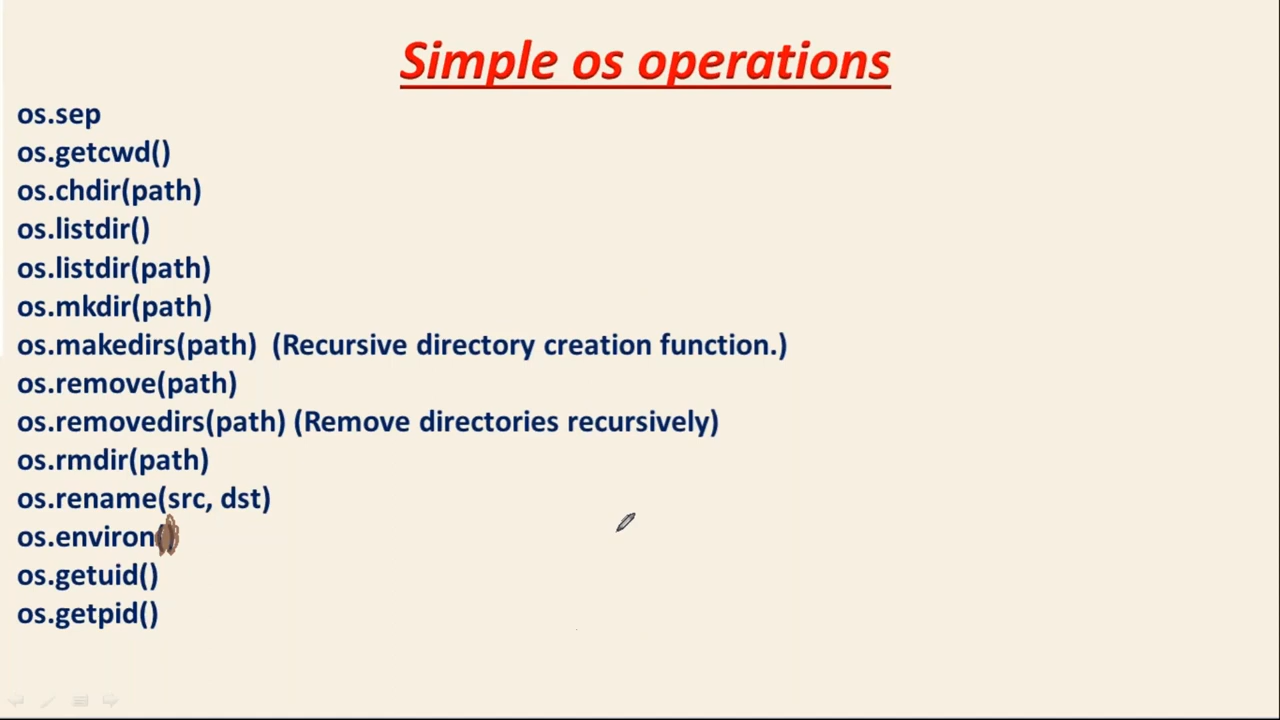 Simple os operations
os.sep
os.getcwd()
os.chdir(path)
os.listdir()
os.listdir(path)
os.mkdir(path)
os.makedirs(path) (Recursive directory creation function.)
os.remove(path)
os.removedirs(path) (Remove directories recursively)
os.rmdir(path)
os.rename(src, dst)
os.environ
os.getuid()
os.getpid()